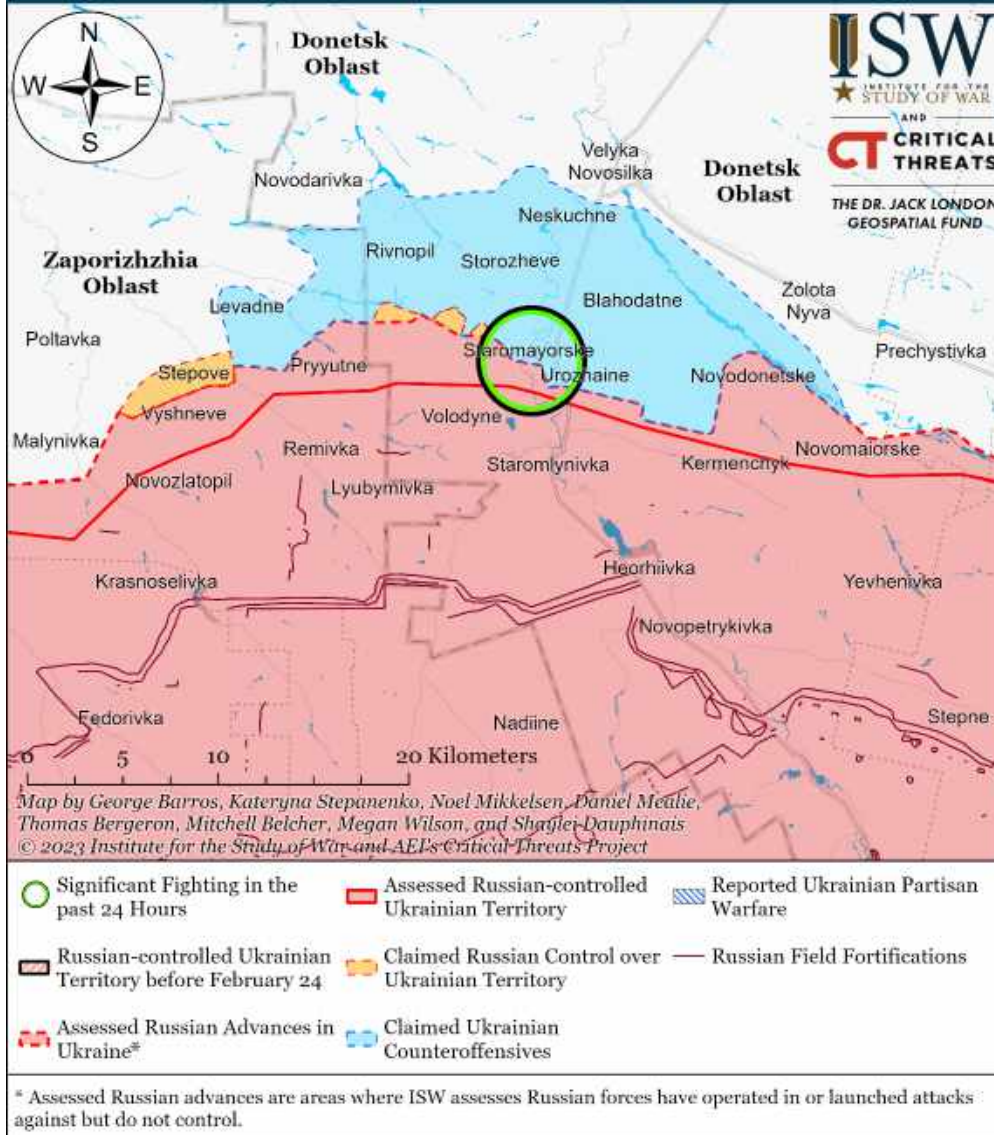 N
W E
S
Donetsk
Oblast
ISW
INSTITUTE FOR THE
STUDY OF WAR
AND
CT CRITICAL
THREATS
THE DR. JACK LONDON
GEOSPATIAL FUND
Velyka
Novosilka
Donetsk
Oblast
Novodarivka
Neskuchne
Rivnopil
Storozheve
Zaporizhzhia
Oblast
Levadne
Blahodatne
Zolota
Nyva
Poltavka
Staromayorske
Prechystivka
Stepove
Pryyutne
Urozhaine
Novodonetske
Vyshneve
Volodyne
Malynivka
Remivka
Staromlynivka
Kermenchyk
Novomaiorske
Novozlatopil
Lyubymivka
Krasnoselivka
Heorhiivka
Yevhenivka
Novopetrykivka
Fedorivka
Nadiine
Stepne
0 5 10 20 Kilometers
Map by George Barros, Kateryna Stepanenko, Noel Mikkelsen, Daniel Mealie,
Thomas Bergeron, Mitchell Belcher, Megan Wilson, and Shaylei Dauphinais
© 2023 Institute for the Study of War and AEI's Critical Threats Project
Significant Fighting in the
past 24 Hours
Russian-controlled Ukrainian
Territory before February 24
Assessed Russian Advances in
Ukraine*
Assessed Russian-controlled
Ukrainian Territory
Claimed Russian Control over
Ukrainian Territory
Claimed Ukrainian
Counteroffensives
Reported Ukrainian Partisan
Warfare
Russian Field Fortifications
* Assessed Russian advances are areas where ISW assesses Russian forces have operated in or launched attacks
against but do not control.